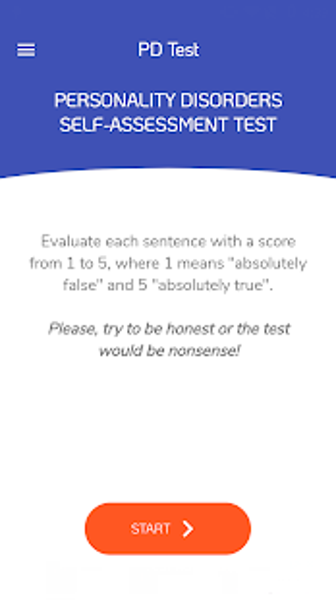 PD Test
PERSONALITY DISORDERS
SELF-ASSESSMENT TEST
Evaluate each sentence with a score
from 1 to 5, where 1 means "absolutely
false" and 5 "absolutely true".
Please, try to be honest or the test
would be nonsense!
START